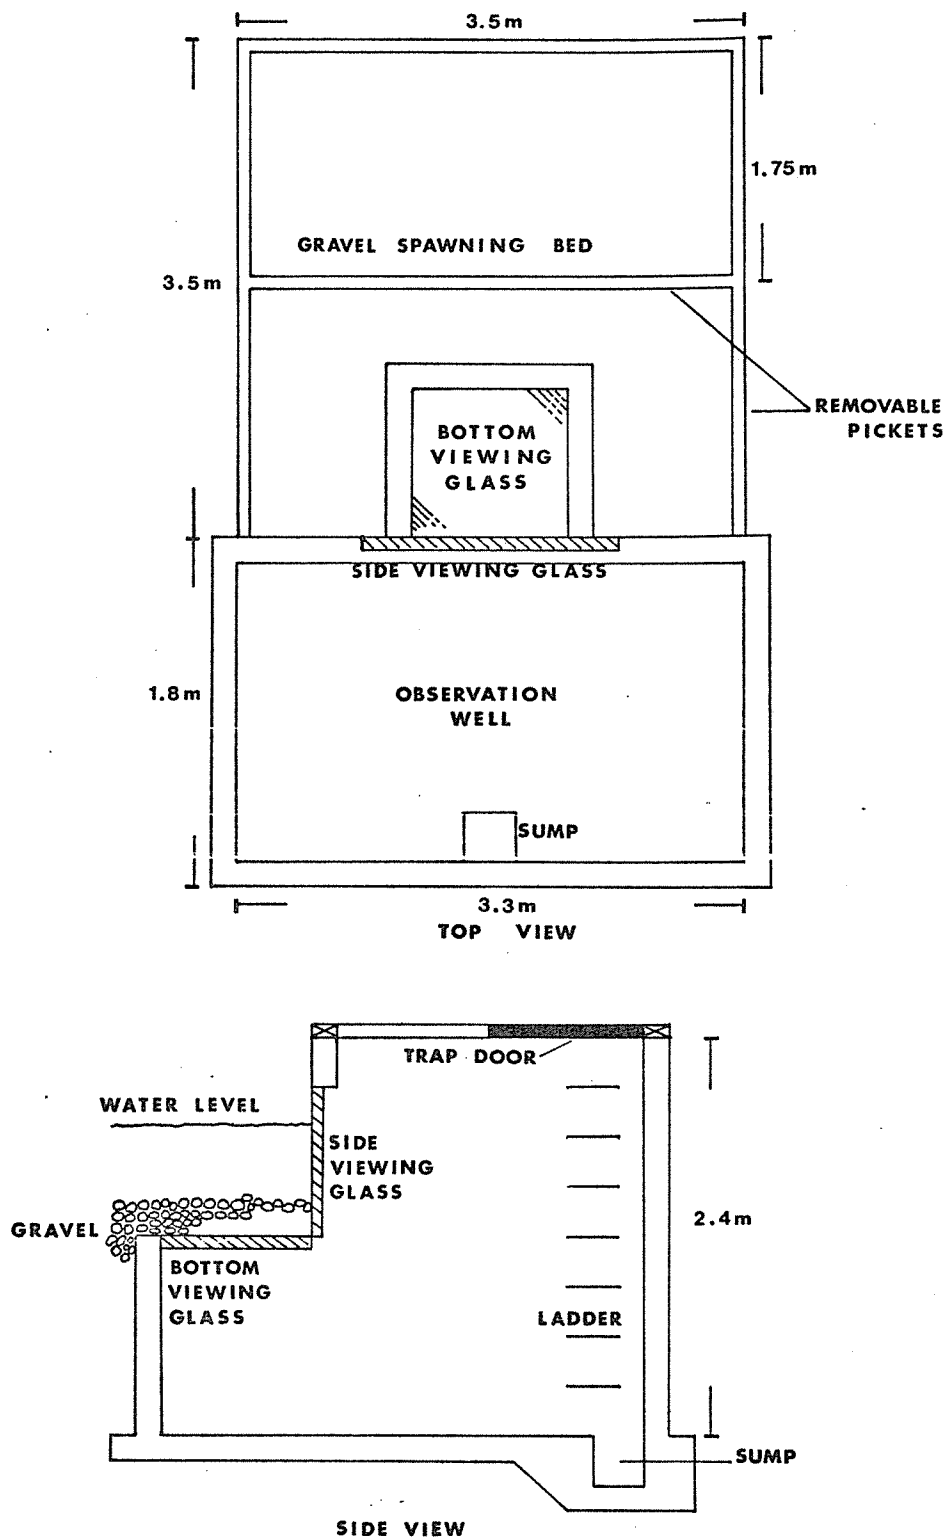 3.5m
1.75m
GRAVEL SPAWNING BED
3.5m
REMOVABLE
PICKETS
BOTTOM
VIEWING
GLASS
SIDE VIEWING GLASS
1.8m
OBSERVATION
WELL
SUMP
3.3m
TOP VIEW
TRAP DOOR
WATER LEVEL
SIDE
VIEWING
GLASS
GRAVEL
2.4m
BOTTOM
VIEWING
GLASS
LADDER
SUMP
SIDE VIEW